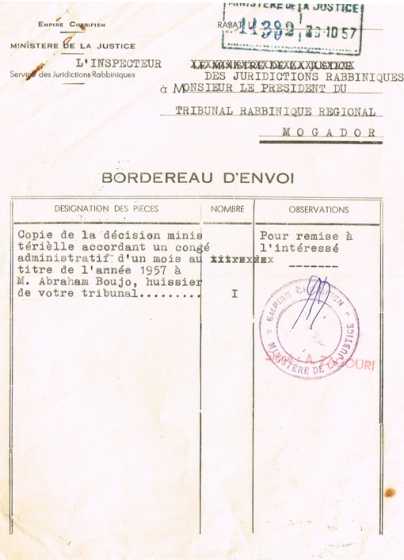 MINISTERE DE LA JUSTICE
EMPIRE CHÉRIFIEN
RABAT
14392 23.10.57
MINISTERE DE LA JUSTICE
L'INSPECTEUR LE MINISTRE DE LA JUSTICE
Service des Juridictions Rabbiniques
DES JURIDICTIONS RABBINIQUES
à MONSIEUR LE PRESIDENT DU
TRIBUNAL RABBINIQUE REGIONAL
MOGADOR
BORDEREAU D'ENVOI
DESIGNATION DES PIECES NOMBRE OBSERVATIONS
Copie de la décision minis
térièlle accordant un congé
administratif d'un mois au
titre de l'année 1957 à
M. Abraham Boujo, huissier
de votre tribunal......... I
Pour remise à
l'intéressé
-------
EMPIRE CHERIFIEN
MINISTÈRE DE LA JUSTICE